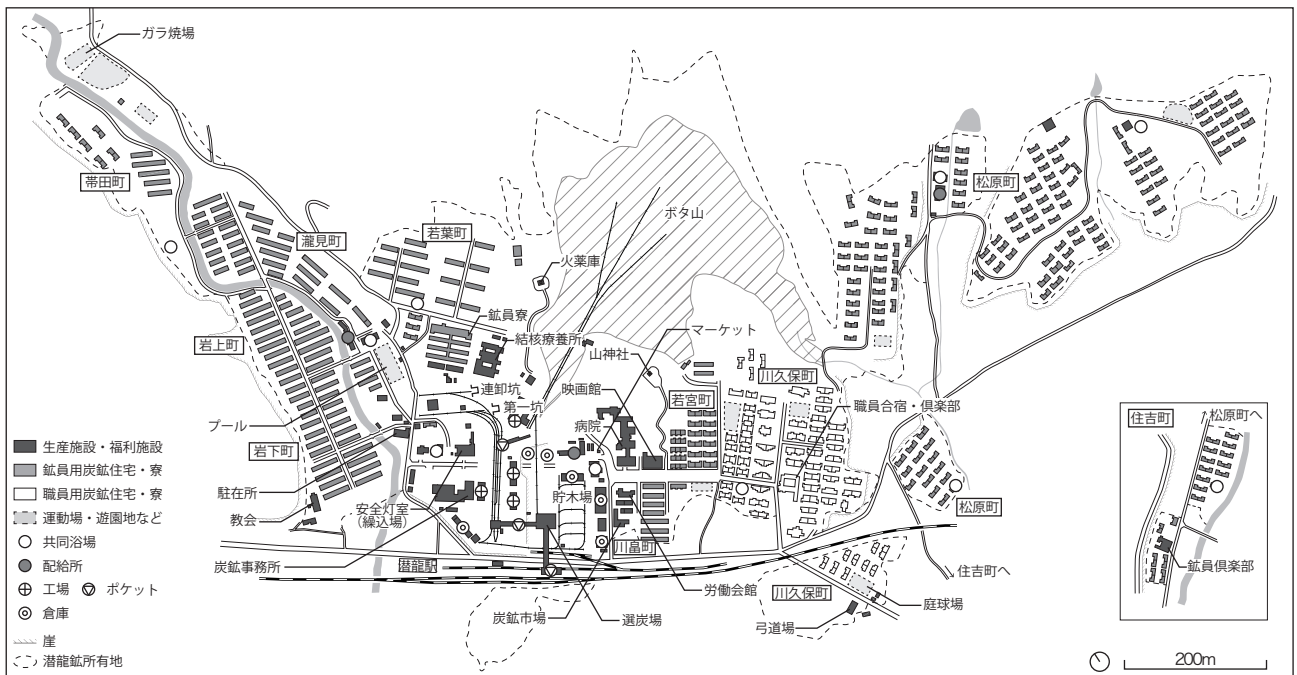 ガラ焼場
帯田町
瀧見町
若葉町
ボタ山
火薬庫
鉱員寮
結核療養所
マーケット
山神社
連卸坑
第一坑
映画館
若宮町
川久保町
職員合宿・倶楽部
病院
松原町
岩上町
プール
岩下町
駐在所
教会
安全灯室
(繰込場)
炭鉱事務所
潜龍駅
貯木場
川畠町
炭鉱市場
選炭場
労働会館
川久保町
弓道場
庭球場
松原町
住吉町へ
住吉町
松原町へ
鉱員倶楽部
生産施設・福利施設
鉱員用炭鉱住宅・寮
職員用炭鉱住宅・寮
運動場・遊園地など
共同浴場
配給所
工場 ポケット
倉庫
崖
潜龍鉱所有地
200m